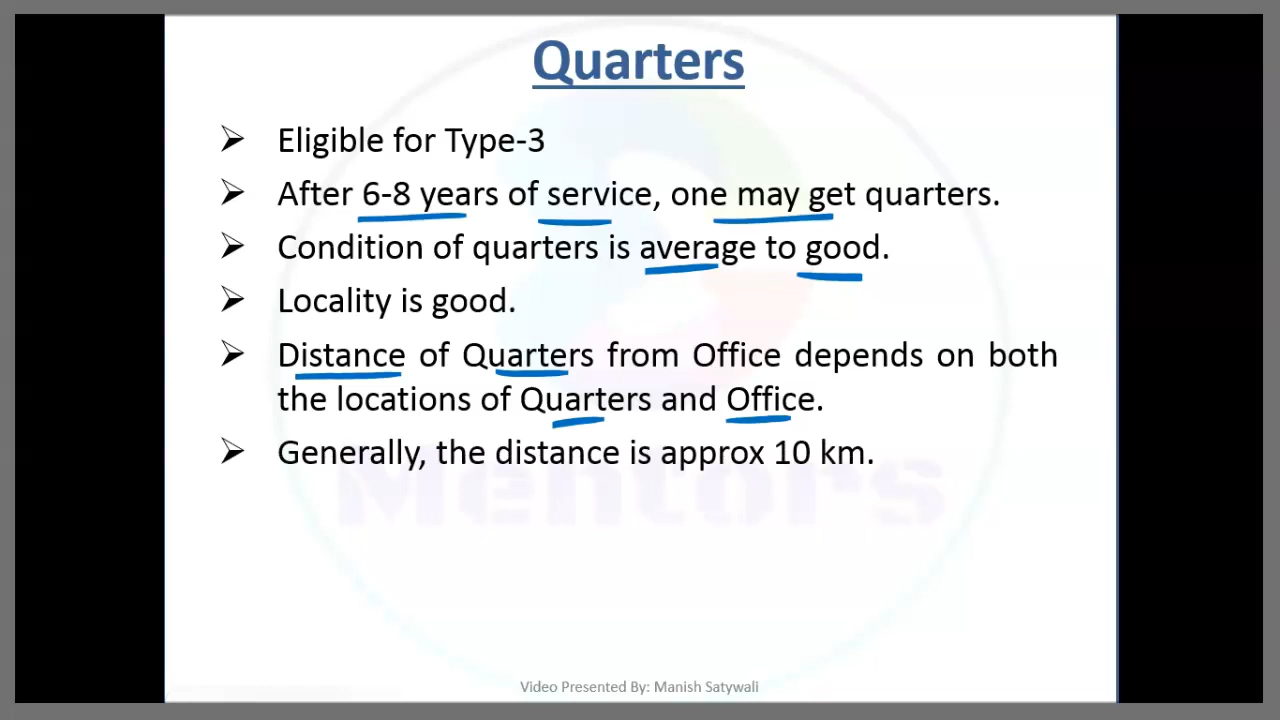 Quarters
Eligible for Type-3
After 6-8 years of service, one may get quarters.
Condition of quarters is average to good.
Locality is good.
Distance of Quarters from Office depends on both
the locations of Quarters and Office.
Generally, the distance is approx 10 km.
Mentors
Video Presented By: Manish Satywali